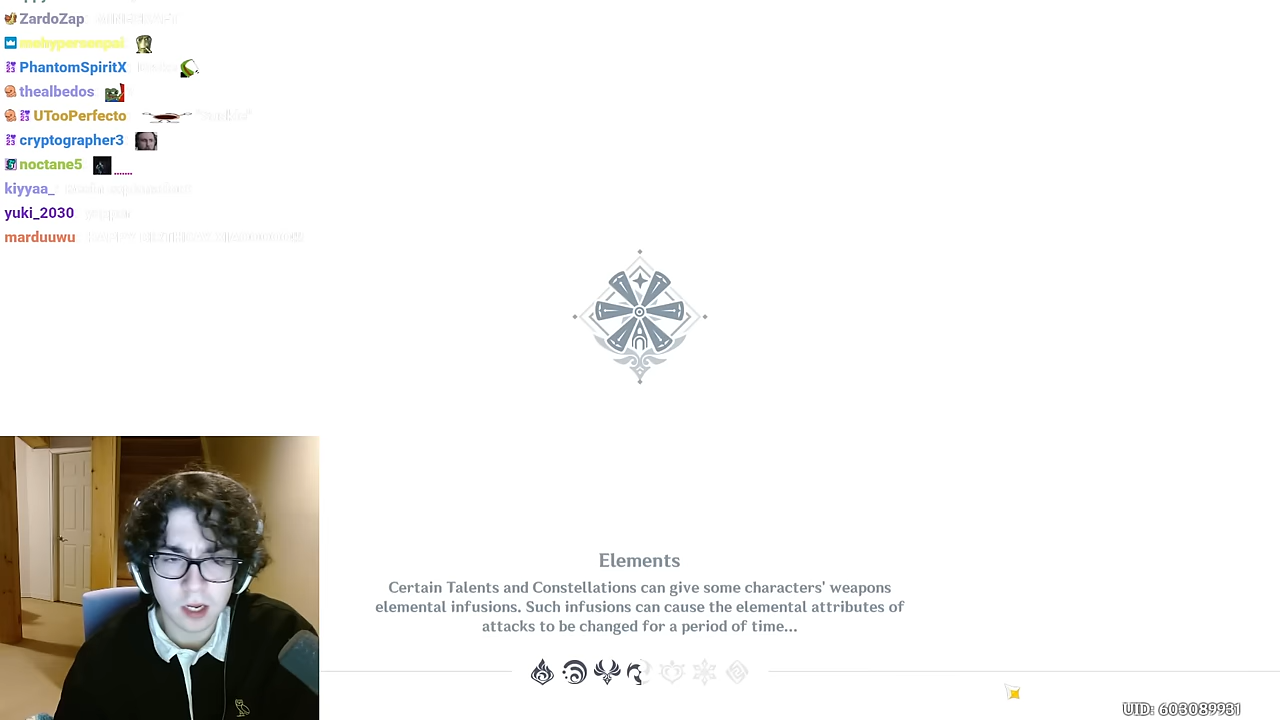 ZardoZap MINECRAFT
PhantomSpiritX
thealbedos
UTooPerfecto
cryptographer3
noctane5
kiyyaa_
yuki_2030
marduuwu
Elements
Certain Talents and Constellations can give some characters' weapons
elemental infusions. Such infusions can cause the elemental attributes of
attacks to be changed for a period of time...
UID: 603089931